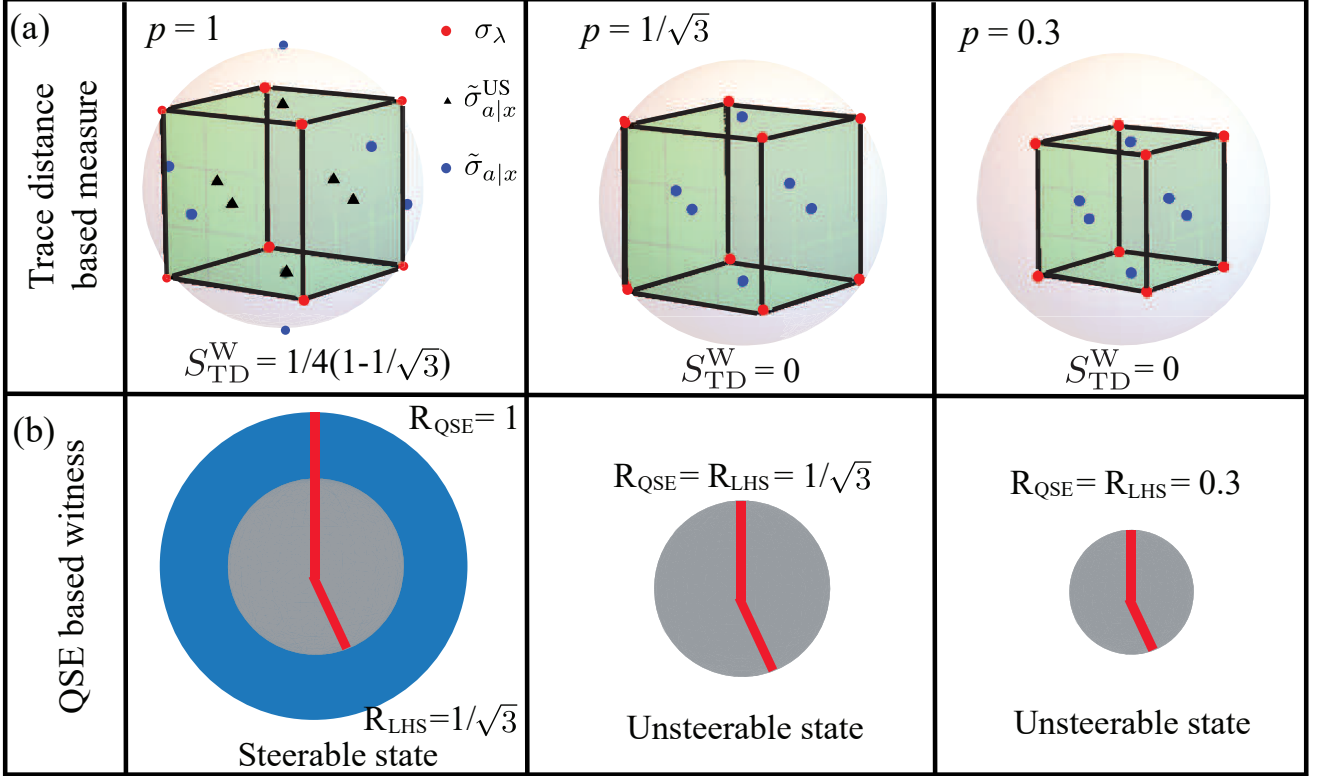 (a)
Trace distance
based measure
p = 1
σ_λ
σ̃^US_a|x
σ̃_a|x
S^W_TD = 1/4(1-1/√3)
p = 1/√3
S^W_TD = 0
p = 0.3
S^W_TD = 0
(b)
QSE based witness
R_QSE= 1
R_LHS=1/√3
Steerable state
R_QSE= R_LHS= 1/√3
Unsteerable state
R_QSE= R_LHS= 0.3
Unsteerable state